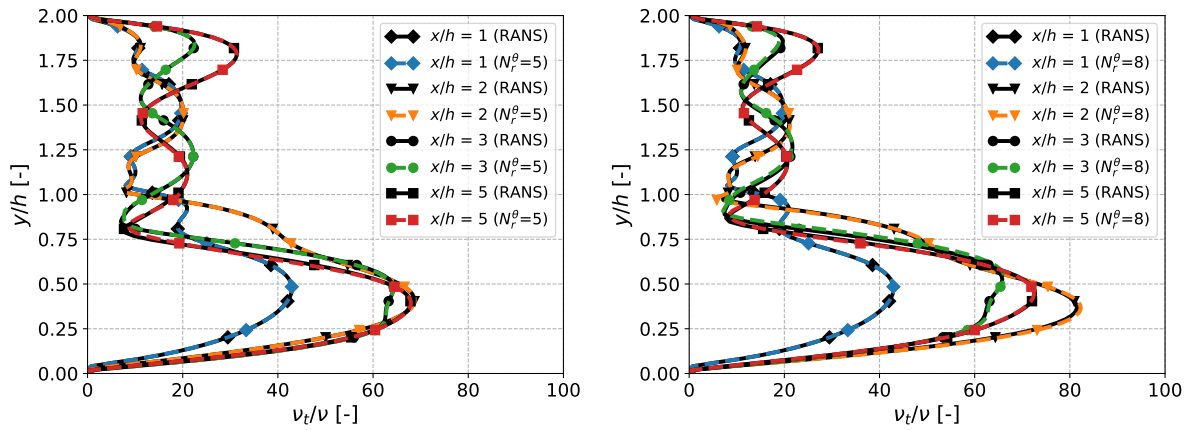 2.00
1.75
1.50
1.25
1.00
0.75
0.50
0.25
0.00
y/h [-]
0 20 40 60 80 100
ν_t/ν [-]
x/h = 1 (RANS)
x/h = 1 (N_r^θ=5)
x/h = 2 (RANS)
x/h = 2 (N_r^θ=5)
x/h = 3 (RANS)
x/h = 3 (N_r^θ=5)
x/h = 5 (RANS)
x/h = 5 (N_r^θ=5)
2.00
1.75
1.50
1.25
1.00
0.75
0.50
0.25
0.00
y/h [-]
0 20 40 60 80 100
ν_t/ν [-]
x/h = 1 (RANS)
x/h = 1 (N_r^θ=8)
x/h = 2 (RANS)
x/h = 2 (N_r^θ=8)
x/h = 3 (RANS)
x/h = 3 (N_r^θ=8)
x/h = 5 (RANS)
x/h = 5 (N_r^θ=8)